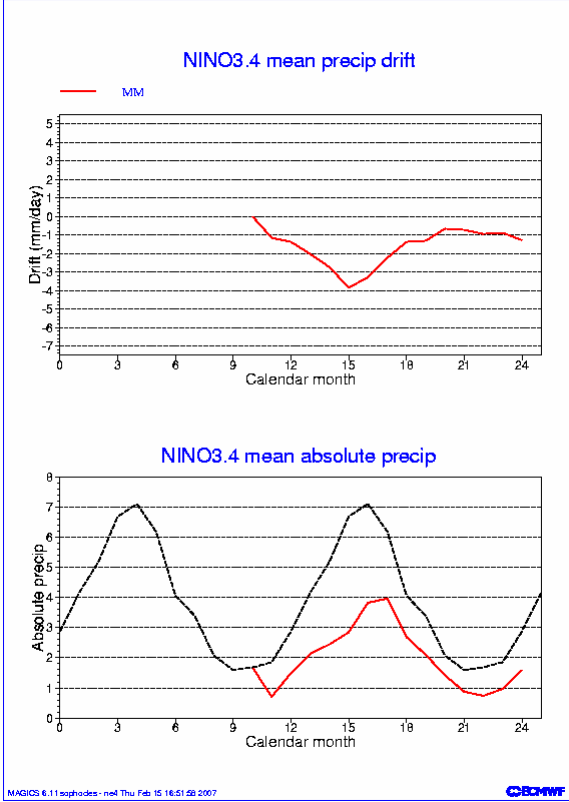 NINO3.4 mean precip drift
MM
5
4
3
2
1
0
-1
-2
-3
-4
-5
-6
-7
Drift (mm/day)
0 3 6 9 12 15 18 21 24
Calendar month
NINO3.4 mean absolute precip
8
7
6
5
4
3
2
1
0
Absolute precip
0 3 6 9 12 15 18 21 24
Calendar month
MAGICS 6.11 sophocles - ne4 Thu Feb 15 16:51:58 2007
ECMWF